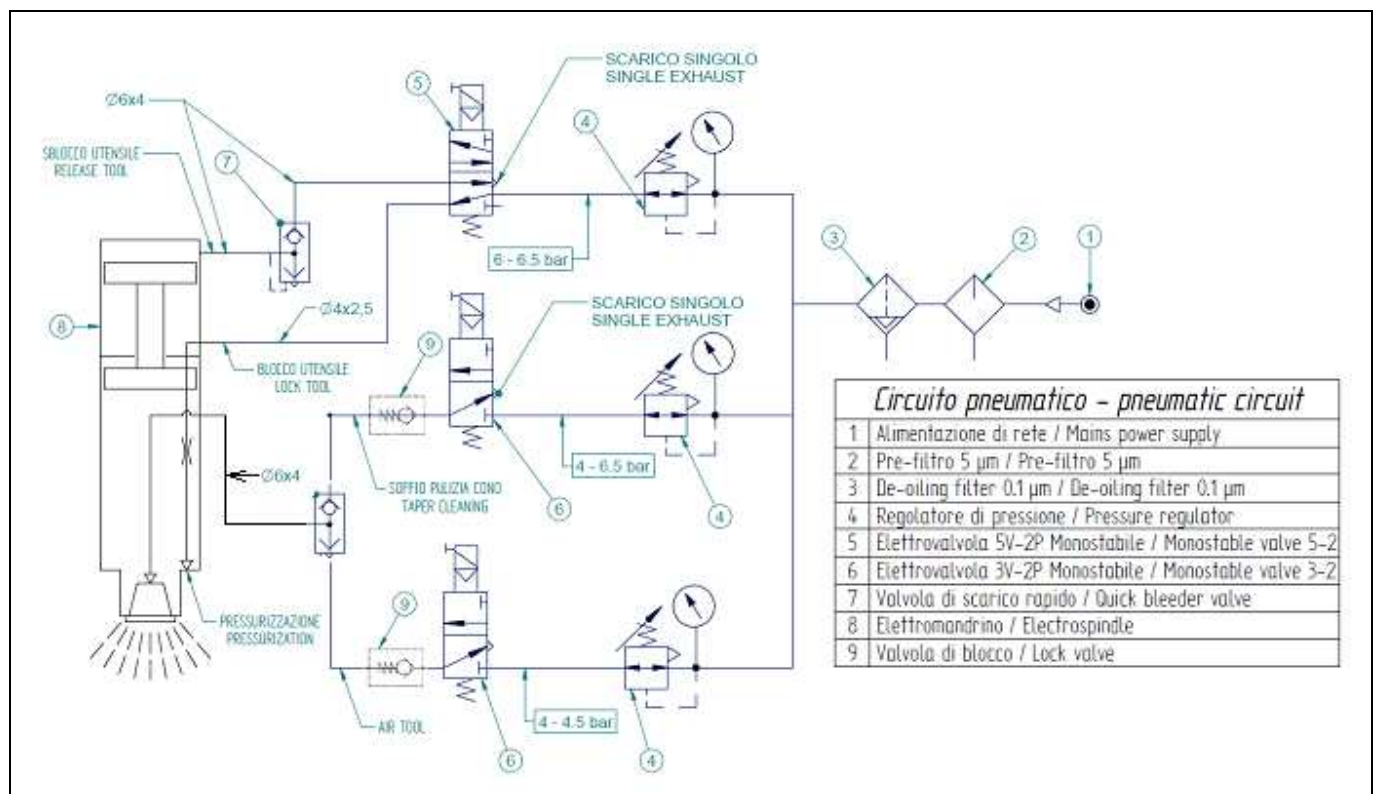 SCARICO SINGOLO
SINGLE EXHAUST
5
Ø6x4
4
SBLOCCO UTENSILE
RELEASE TOOL
7
3
2
1
6 - 6.5 bar
SCARICO SINGOLO
SINGLE EXHAUST
Ø4x2,5
8
9
BLOCCO UTENSILE
LOCK TOOL
4 - 6.5 bar
Ø6x4
SOFFIO PULIZIA CONO
TAPER CLEANING
6
4
9
PRESSURIZZAZIONE
PRESSURIZATION
4 - 4.5 bar
AIR TOOL
6
4
Circuito pneumatico - pneumatic circuit
1 Alimentazione di rete / Mains power supply
2 Pre-filtro 5 µm / Pre-filtro 5 µm
3 De-oiling filter 0.1 µm / De-oiling filter 0.1 µm
4 Regolatore di pressione / Pressure regulator
5 Elettrovalvola 5V-2P Monostabile / Monostable valve 5-2
6 Elettrovalvola 3V-2P Monostabile / Monostable valve 3-2
7 Valvola di scarico rapido / Quick bleeder valve
8 Elettromandrino / Electrospindle
9 Valvola di blocco / Lock valve